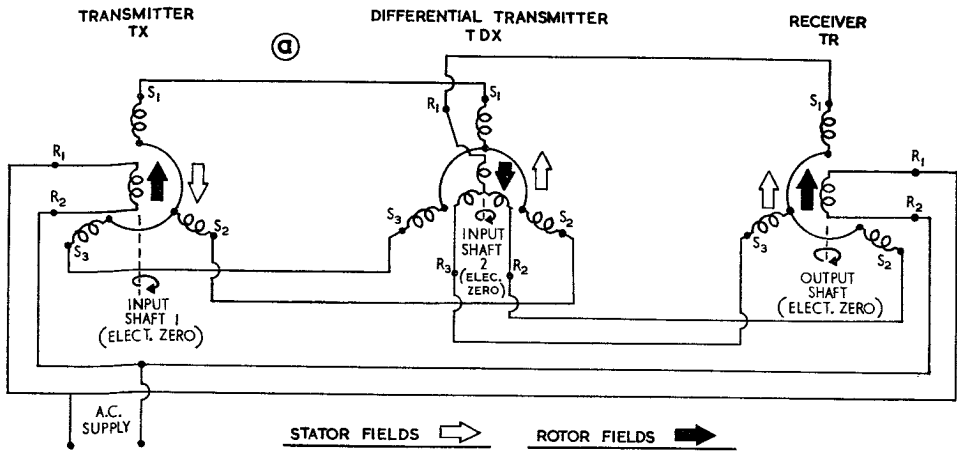 TRANSMITTER
TX
DIFFERENTIAL TRANSMITTER
TDX
RECEIVER
TR
a
S1
R1
S1
S1
R1
R2
R1
R2
S3
S2
S3
S2
S3
S2
INPUT
SHAFT 1
(ELECT. ZERO)
INPUT
SHAFT
2
(ELEC.
ZERO)
R3
R2
OUTPUT
SHAFT
(ELECT. ZERO)
A.C.
SUPPLY
STATOR FIELDS
ROTOR FIELDS